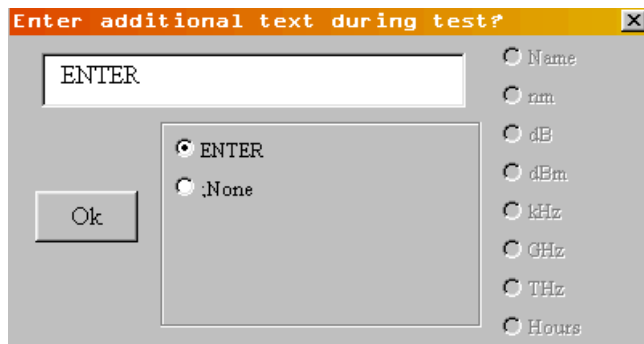 Enter additional text during test?
ENTER
ENTER
;None
Ok
Name
nm
dB
dBm
kHz
GHz
THz
Hours